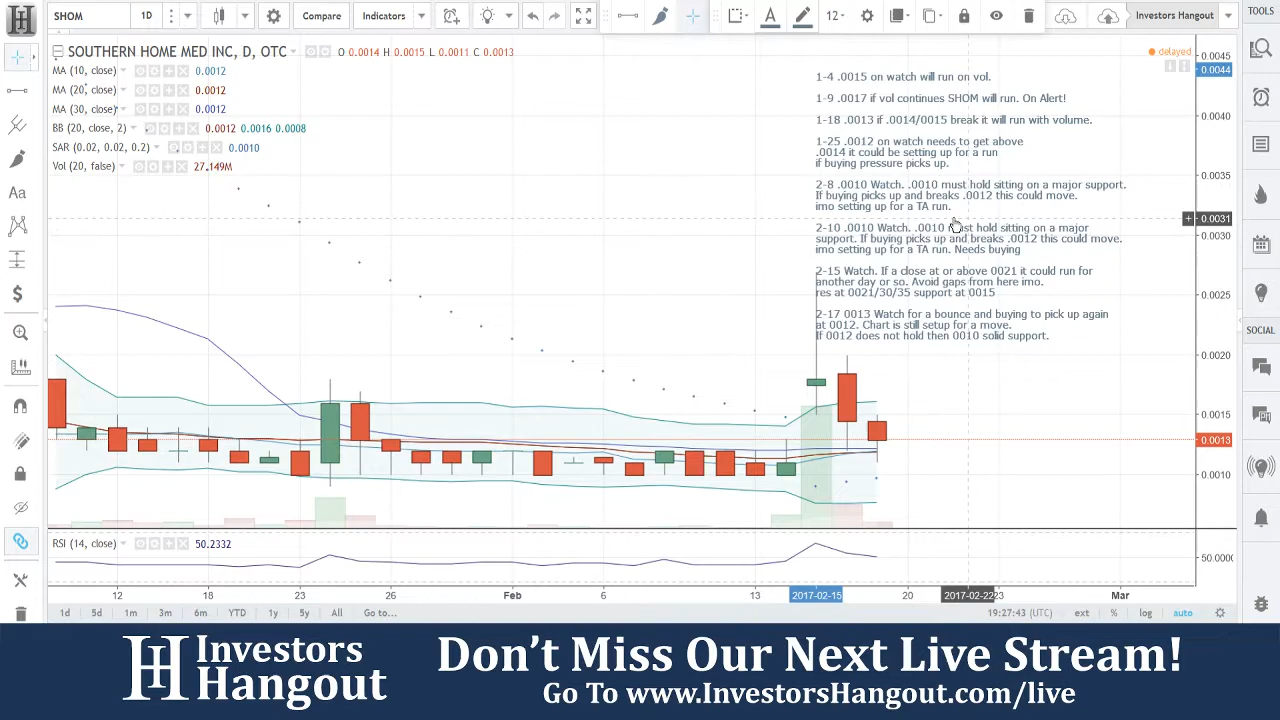 SHOM
1D
Compare
Indicators
12
Investors Hangout
TOOLS
SOUTHERN HOME MED INC, D, OTC
O 0.0014 H 0.0015 L 0.0011 C 0.0013
delayed
MA (10, close) 0.0012
MA (20, close) 0.0012
MA (30, close) 0.0012
BB (20, close, 2) 0.0012 0.0016 0.0008
SAR (0.02, 0.02, 0.2) 0.0010
Vol (20, false) 27.149M
1-4 .0015 on watch will run on vol.
1-9 .0017 if vol continues SHOM will run. On Alert!
1-18 .0013 if .0014/0015 break it will run with volume.
1-25 .0012 on watch needs to get above
.0014 it could be setting up for a run
if buying pressure picks up.
2-8 .0010 Watch. .0010 must hold sitting on a major support.
If buying picks up and breaks .0012 this could move.
imo setting up for a TA run.
2-10 .0010 Watch. .0010 must hold sitting on a major
support. If buying picks up and breaks .0012 this could move.
imo setting up for a TA run. Needs buying
2-15 Watch. If a close at or above 0021 it could run for
another day or so. Avoid gaps from here imo.
res at 0021/30/35 support at 0015
2-17 0013 Watch for a bounce and buying to pick up again
at 0012. Chart is still setup for a move.
If 0012 does not hold then 0010 solid support.
0.0045
0.0044
0.0040
0.0035
0.0031
0.0030
0.0025
0.0020
0.0015
0.0013
0.0010
SOCIAL
RSI (14, close) 50.2332
50.0000
12
18
23
26
Feb
6
13
2017-02-15
20
2017-02-22
23
Mar
1d
5d
1m
3m
6m
YTD
1y
5y
All
Go to...
19:27:43 (UTC)
ext
%
log
auto
Investors
Hangout
Don't Miss Our Next Live Stream!
Go To www.InvestorsHangout.com/live